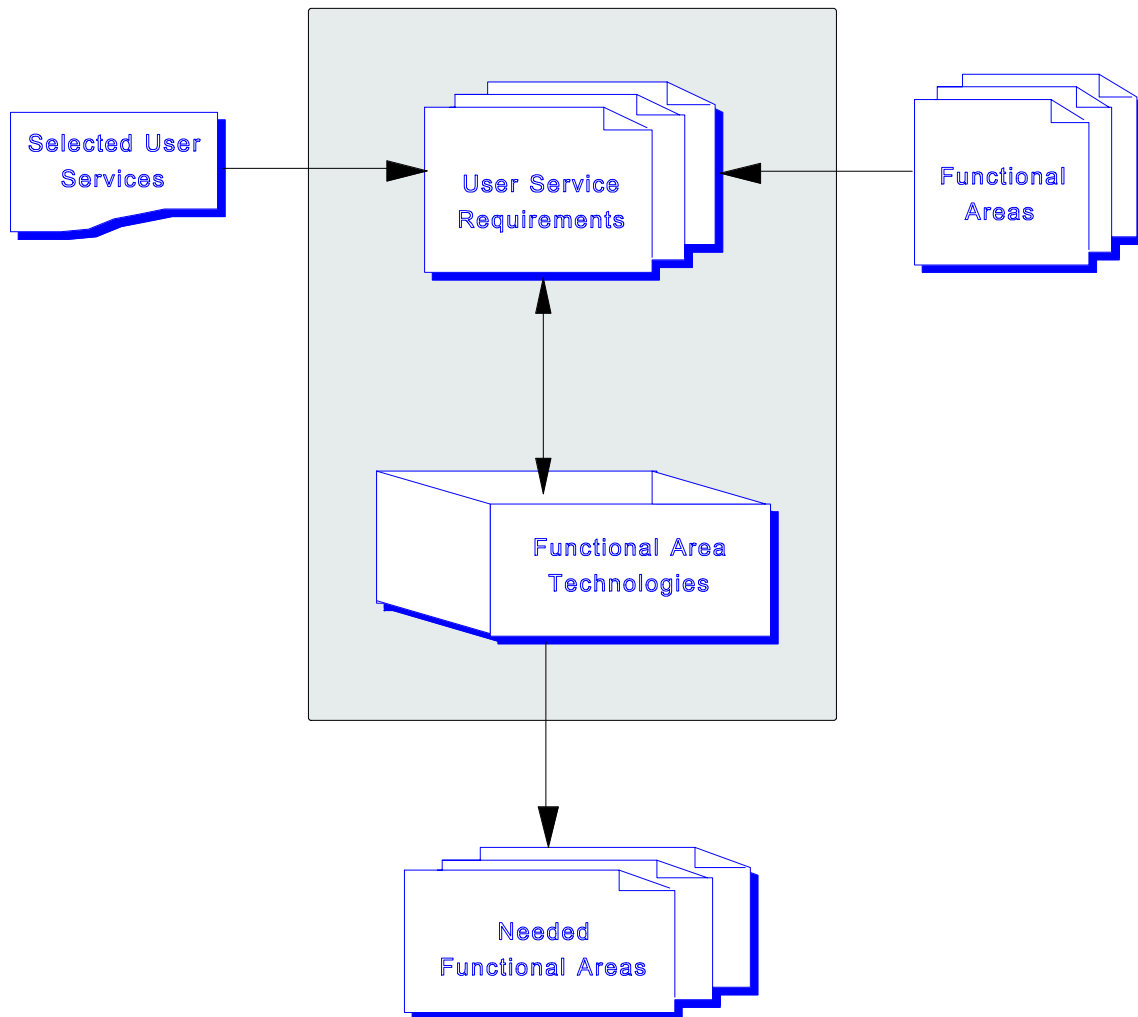 Selected User
Services
User Service
Requirements
Functional
Areas
Functional Area
Technologies
Needed
Functional Areas